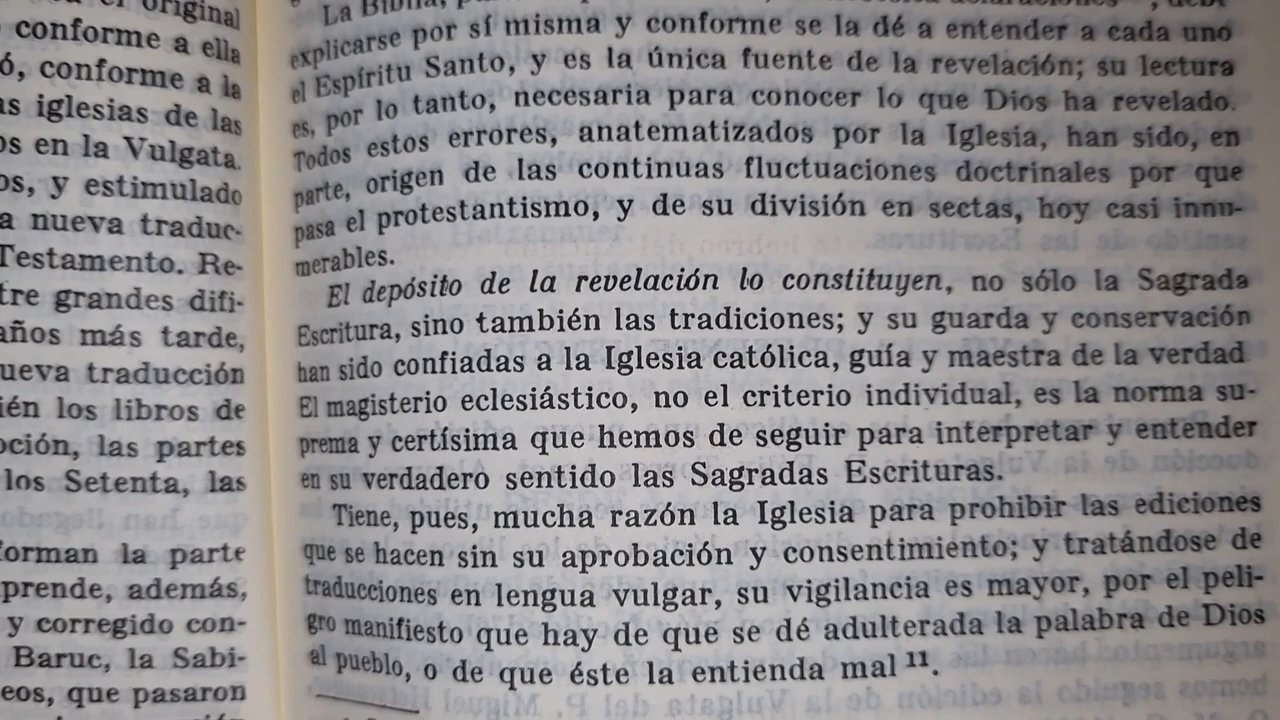 original
conforme a ella
ó, conforme a la
as iglesias de las
os en la Vulgata.
os, y estimulado
a nueva traduc-
Testamento. Re-
tre grandes difi-
años más tarde,
ueva traducción
ién los libros de
pción, las partes
los Setenta, las
forman la parte
prende, además,
y corregido con-
Baruc, la Sabi-
eos, que pasaron
La Biblia,
explicarse por sí misma y conforme se la dé a entender a cada uno
el Espíritu Santo, y es la única fuente de la revelación; su lectura
es, por lo tanto, necesaria para conocer lo que Dios ha revelado.
Todos estos errores, anatematizados por la Iglesia, han sido, en
parte, origen de las continuas fluctuaciones doctrinales por que
pasa el protestantismo, y de su división en sectas, hoy casi innu-
merables.
El depósito de la revelación lo constituyen, no sólo la Sagrada
Escritura, sino también las tradiciones; y su guarda y conservación
han sido confiadas a la Iglesia católica, guía y maestra de la verdad
El magisterio eclesiástico, no el criterio individual, es la norma su-
prema y certísima que hemos de seguir para interpretar y entender
en su verdadero sentido las Sagradas Escrituras.
Tiene, pues, mucha razón la Iglesia para prohibir las ediciones
que se hacen sin su aprobación y consentimiento; y tratándose de
traducciones en lengua vulgar, su vigilancia es mayor, por el peli-
gro manifiesto que hay de que se dé adulterada la palabra de Dios
al pueblo, o de que éste la entienda mal 11.